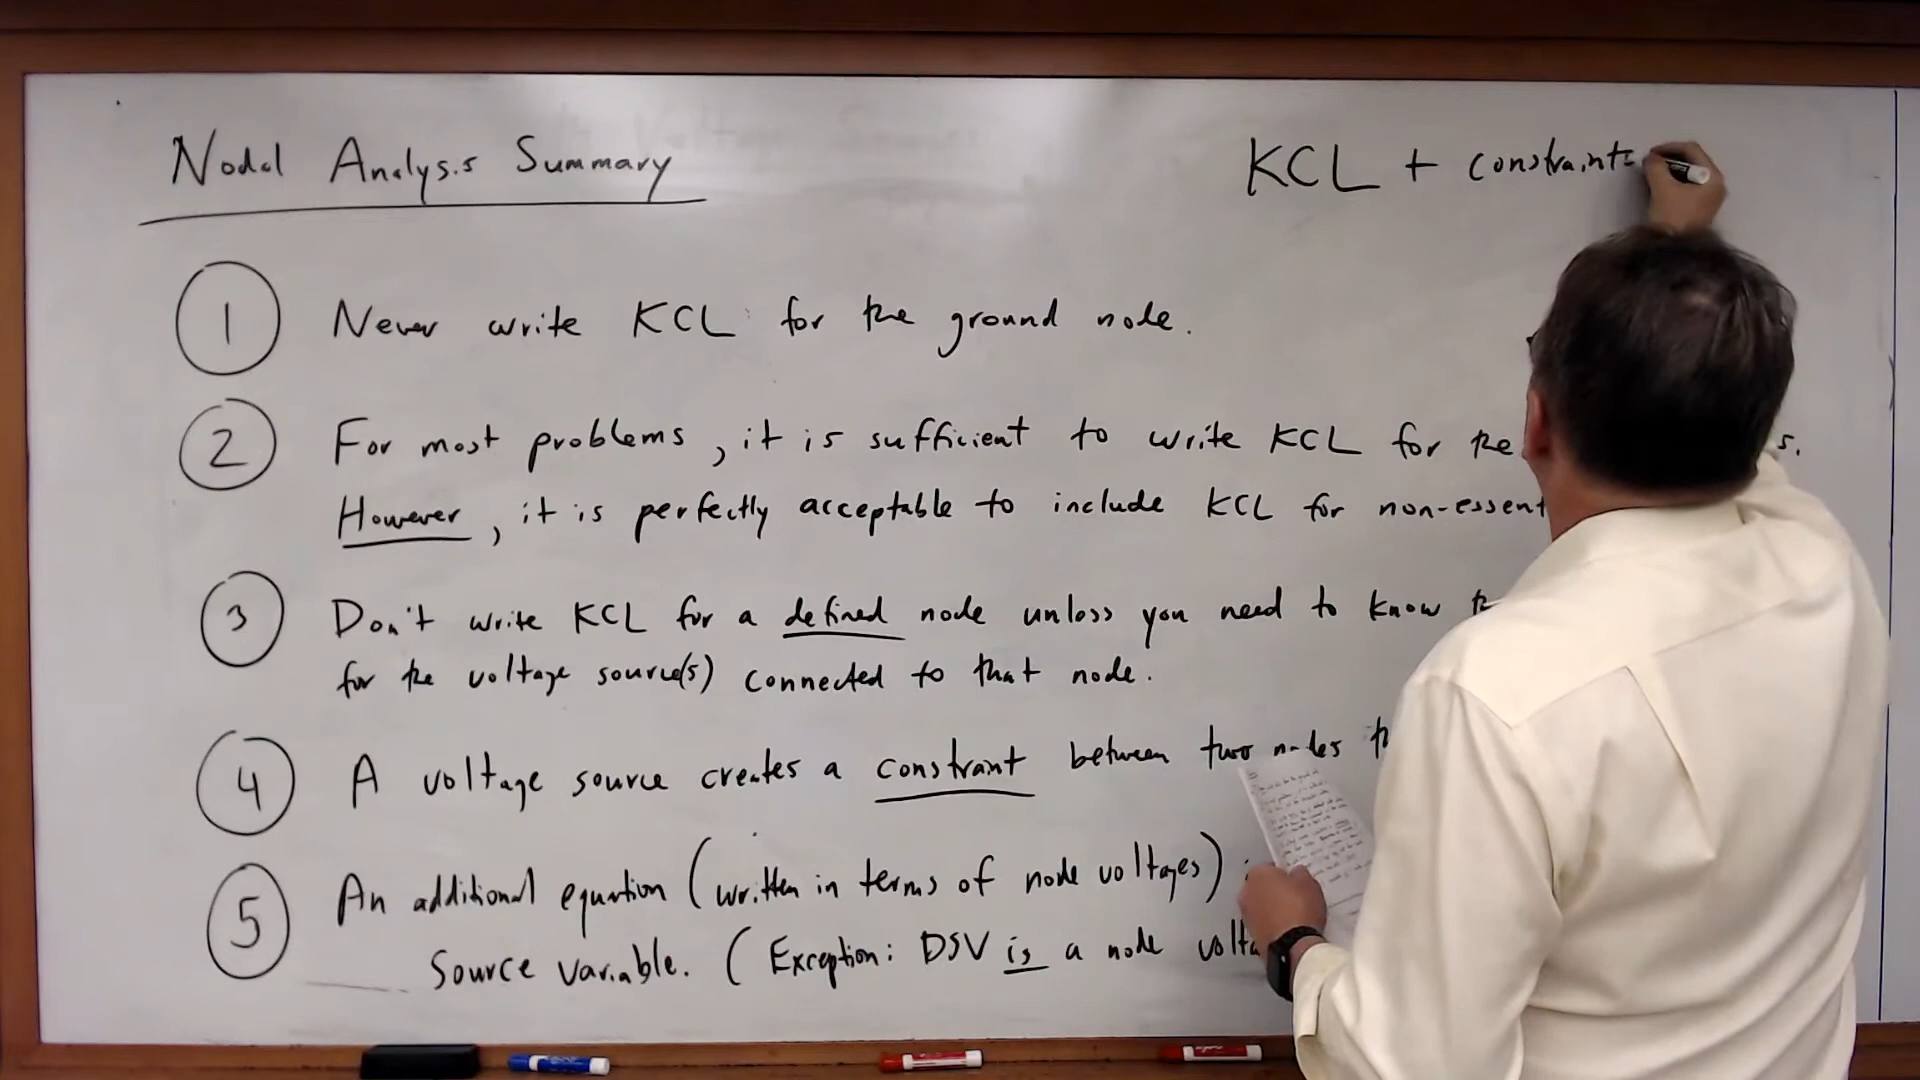 Nodal Analysis Summary
KCL + constraints
1 Never write KCL for the ground node.
2 For most problems, it is sufficient to write KCL for the
However, it is perfectly acceptable to include KCL for non-essent
3 Don't write KCL for a defined node unless you need to know
for the voltage source(s) connected to that node.
4 A voltage source creates a constraint between two nodes
5 An additional equation (written in terms of node voltages)
Source variable. (Exception: DSV is a node volta